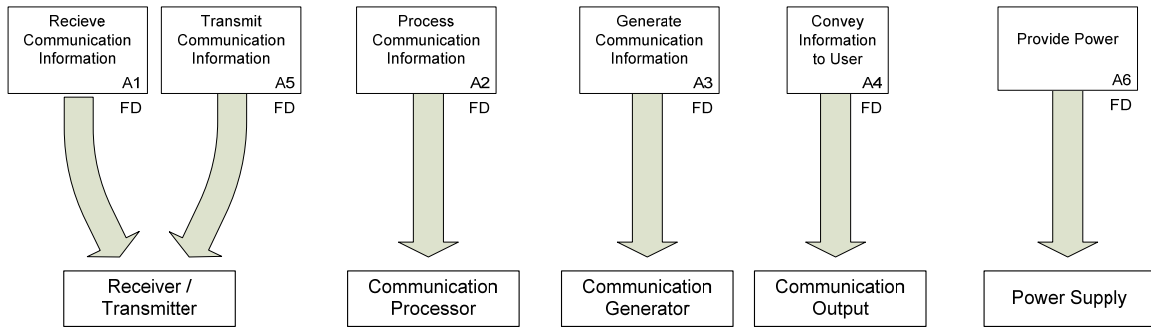 Recieve
Communication
Information
A1
FD
Transmit
Communication
Information
A5
FD
Process
Communication
Information
A2
FD
Generate
Communication
Information
A3
FD
Convey
Information
to User
A4
FD
Provide Power
A6
FD
Receiver /
Transmitter
Communication
Processor
Communication
Generator
Communication
Output
Power Supply